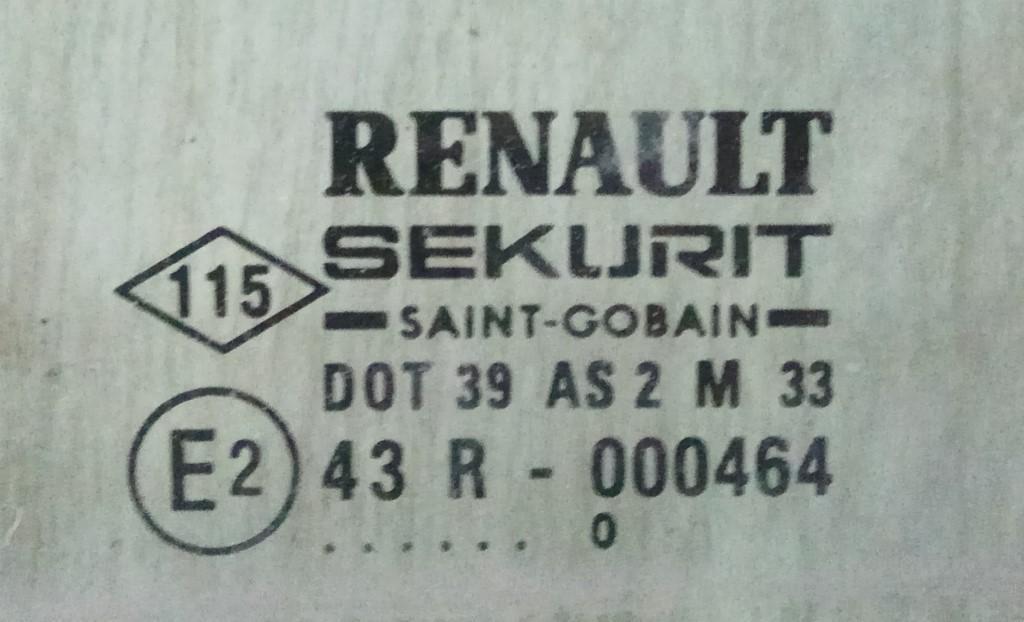 RENAULT
115
SEKURIT
SAINT-GOBAIN
DOT 39 AS 2 M 33
E2
43 R - 000464
. . . . . . 0